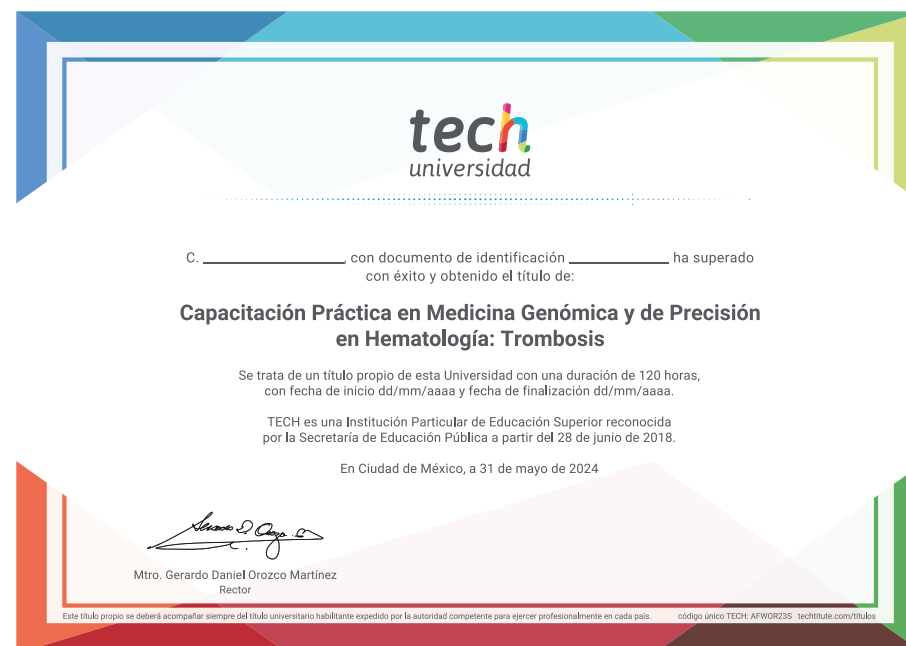 tech
universidad
C. ____________, con documento de identificación ____________ ha superado
con éxito y obtenido el título de:
Capacitación Práctica en Medicina Genómica y de Precisión
en Hematología: Trombosis
Se trata de un título propio de esta Universidad con una duración de 120 horas,
con fecha de inicio dd/mm/aaaa y fecha de finalización dd/mm/aaaa.
TECH es una Institución Particular de Educación Superior reconocida
por la Secretaría de Educación Pública a partir del 28 de junio de 2018.
En Ciudad de México, a 31 de mayo de 2024
Mtro. Gerardo Daniel Orozco Martínez
Rector
Este título propio se deberá acompañar siempre del título universitario habilitante expedido por la autoridad competente para ejercer profesionalmente en cada país. código único TECH: AFWOR23S techtitute.com/titulos